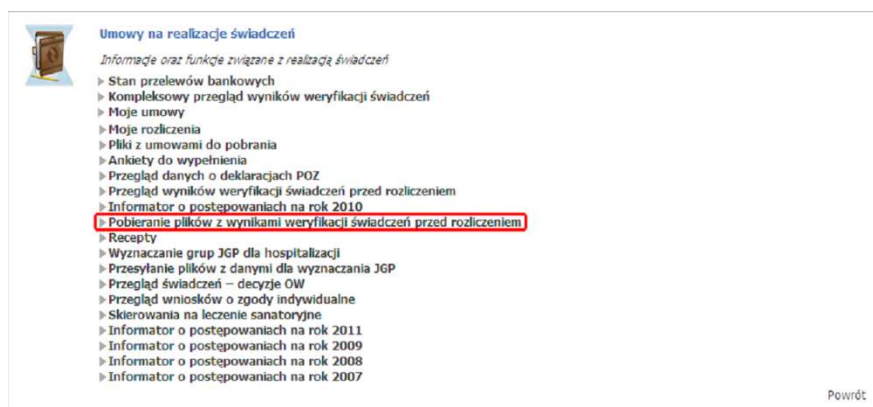 Umowy na realizacje świadczeń
Informacje oraz funkcje związane z realizacją świadczeń
Stan przelewów bankowych
Kompleksowy przegląd wyników weryfikacji świadczeń
Moje umowy
Moje rozliczenia
Pliki z umowami do pobrania
Ankiety do wypełnienia
Przegląd danych o deklaracjach POZ
Przegląd wyników weryfikacji świadczeń przed rozliczeniem
Informator o postępowaniach na rok 2010
Pobieranie plików z wynikami weryfikacji świadczeń przed rozliczeniem
Recepty
Wyznaczanie grup JGP dla hospitalizacji
Przesyłanie plików z danymi dla wyznaczania JGP
Przegląd świadczeń – decyzje OW
Przegląd wniosków o zgody indywidualne
Skierowania na leczenie sanatoryjne
Informator o postępowaniach na rok 2011
Informator o postępowaniach na rok 2009
Informator o postępowaniach na rok 2008
Informator o postępowaniach na rok 2007
Powrót